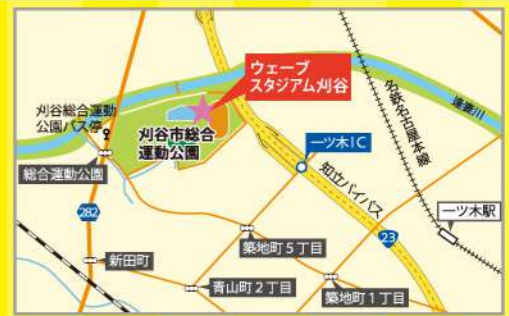 ウェーブ
スタジアム刈谷
刈谷総合運動
公園バス停
刈谷市総合
運動公園
総合運動公園
一ツ木IC
名鉄名古屋本線
逢妻川
知立バイパス
一ツ木駅
282
23
新田町
築地町5丁目
青山町2丁目
築地町1丁目